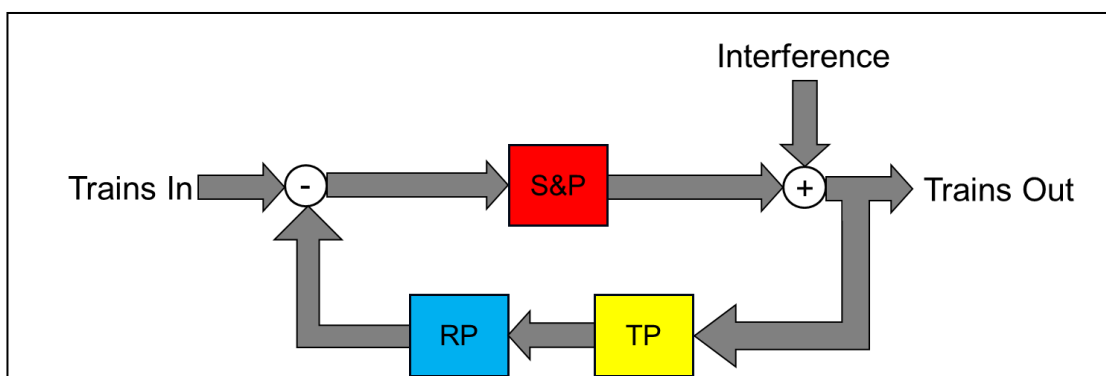 Interference
Trains In
-
S&P
+
Trains Out
RP
TP